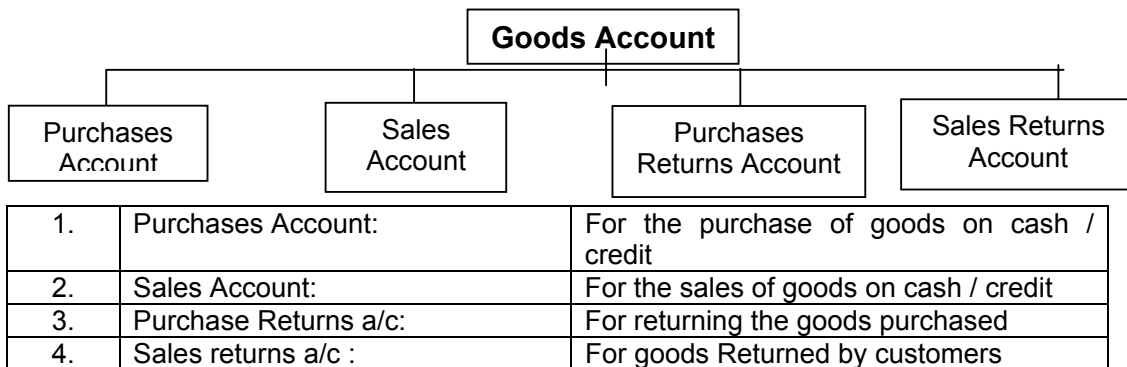 Goods Account
Purchases
Account
Sales
Account
Purchases
Returns Account
Sales Returns
Account
1. Purchases Account: For the purchase of goods on cash /
credit
2. Sales Account: For the sales of goods on cash / credit
3. Purchase Returns a/c: For returning the goods purchased
4. Sales returns a/c : For goods Returned by customers